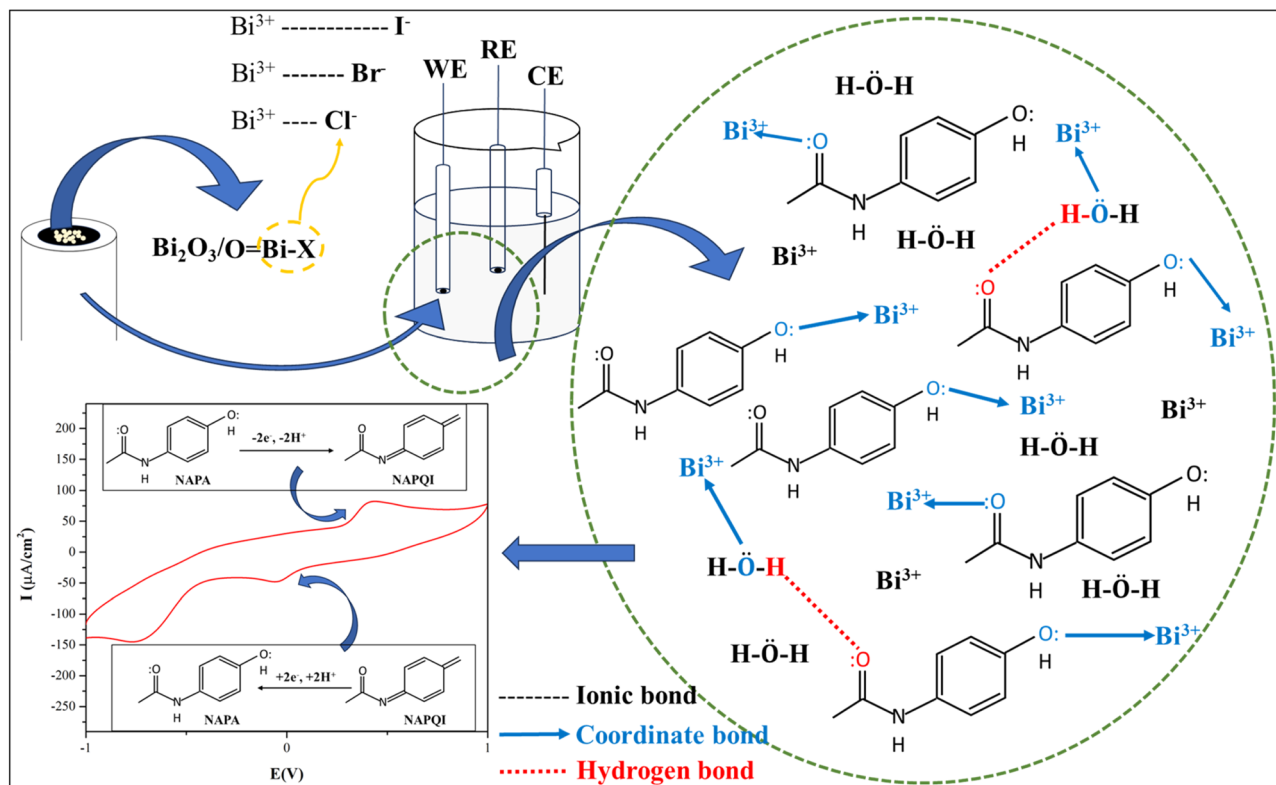 Bi³⁺ ------------ I⁻
Bi³⁺ -------- Br⁻
Bi³⁺ ---- Cl⁻
WE
RE
CE
Bi₂O₃/O=Bi-X
H-Ö-H
Bi³⁺
:O
N
H
O:
H
Bi³⁺
H-Ö-H
H-Ö-H
Bi³⁺
:O
N
H
O:
H
Bi³⁺
:O
N
H
O:
H
Bi³⁺
:O
N
H
O:
H
Bi³⁺
Bi³⁺
H-Ö-H
Bi³⁺
H-Ö-H
Bi³⁺
:O
N
H
O:
H
H-Ö-H
Bi³⁺
H-Ö-H
:O
N
H
O:
H
Bi³⁺
I (µA/cm²)
200
150
100
50
0
-50
-100
-150
-200
-250
:O
N
H
O:
H
NAPA
-2e⁻, -2H⁺
O
N
NAPQI
:O
N
H
O:
H
NAPA
+2e⁻, +2H⁺
O
N
NAPQI
-1
0
1
E(V)
Ionic bond
Coordinate bond
Hydrogen bond